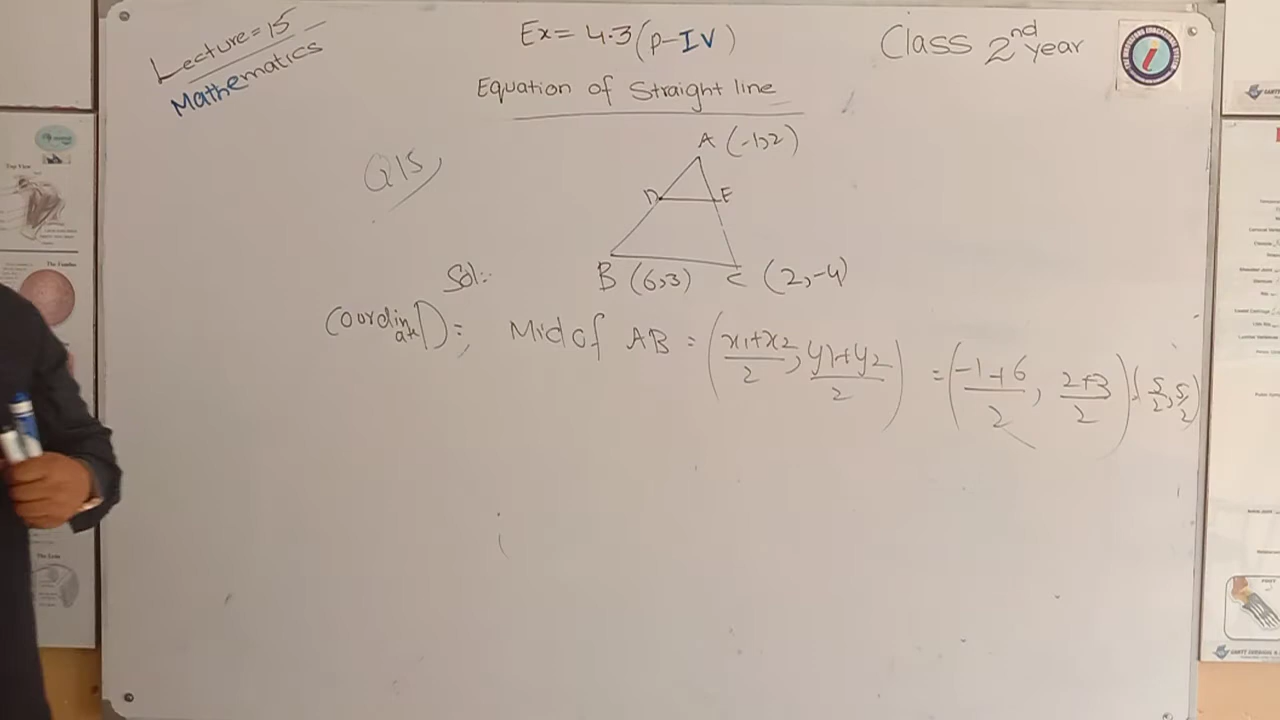 Lecture=15
Mathematics
Ex= 4.3(P-IV)
Class 2nd year
Equation of Straight line
Q15,
A (-1,2)
D E
B (6,3) C (2,-4)
Sol:-
Coordinate D:, Mid of AB = (x1+x2/2, y1+y2/2) = (-1+6/2, 2+3/2) (5/2, 5/2)
Top View